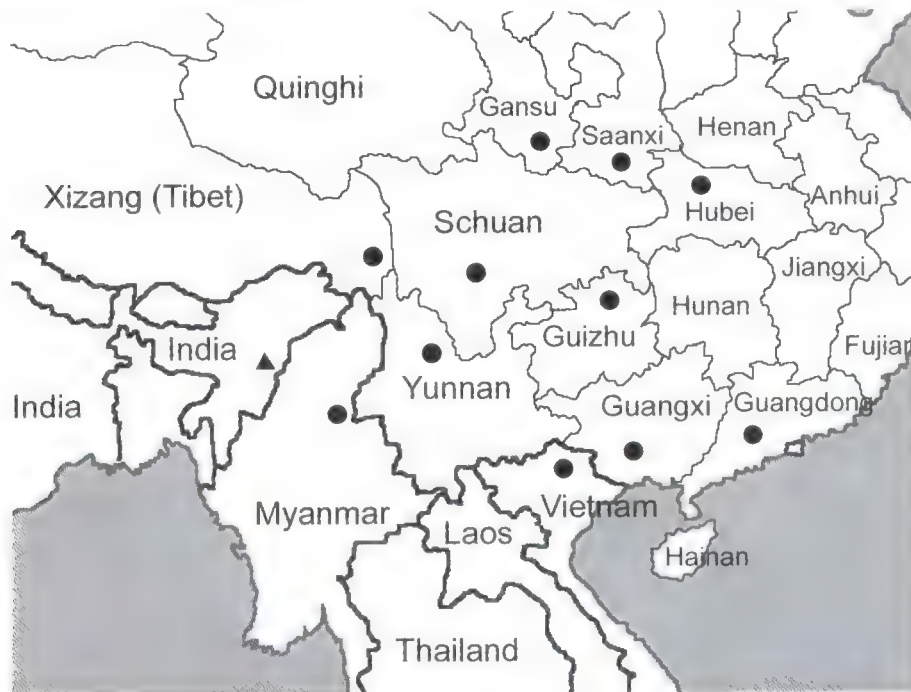 Quinghi
Gansu
Saanxi
Henan
Xizang (Tibet)
Schuan
Hubei
Anhui
Jiangxi
Hunan
India
Guizhu
Fujian
India
Yunnan
Guangxi
Guangdong
Myanmar
Vietnam
Laos
Hainan
Thailand